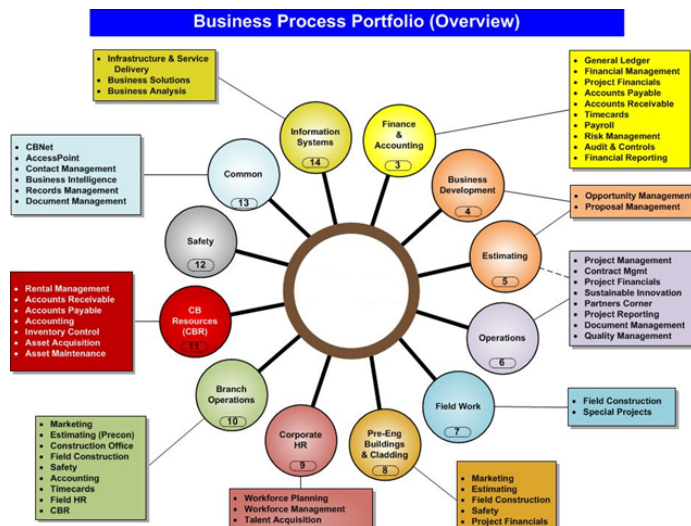 Business Process Portfolio (Overview)
Infrastructure & Service
Delivery
Business Solutions
Business Analysis
General Ledger
Financial Management
Project Financials
Accounts Payable
Accounts Receivable
Timecards
Payroll
Risk Management
Audit & Controls
Financial Reporting
Information
Systems
14
Finance
&
Accounting
3
CBNet
AccessPoint
Contact Management
Business Intelligence
Records Management
Document Management
Common
13
Business
Development
4
Opportunity Management
Proposal Management
Safety
12
Estimating
5
Project Management
Contract Mgmt
Project Financials
Sustainable Innovation
Partners Corner
Project Reporting
Document Management
Quality Management
Rental Management
Accounts Receivable
Accounts Payable
Accounting
Inventory Control
Asset Acquisition
Asset Maintenance
CB
Resources
(CBR)
11
Operations
6
Branch
Operations
10
Field Work
7
Field Construction
Special Projects
Marketing
Estimating (Precon)
Construction Office
Field Construction
Safety
Accounting
Timecards
Field HR
CBR
Corporate
HR
9
Pre-Eng
Buildings
& Cladding
8
Workforce Planning
Workforce Management
Talent Acquisition
Marketing
Estimating
Field Construction
Safety
Project Financials